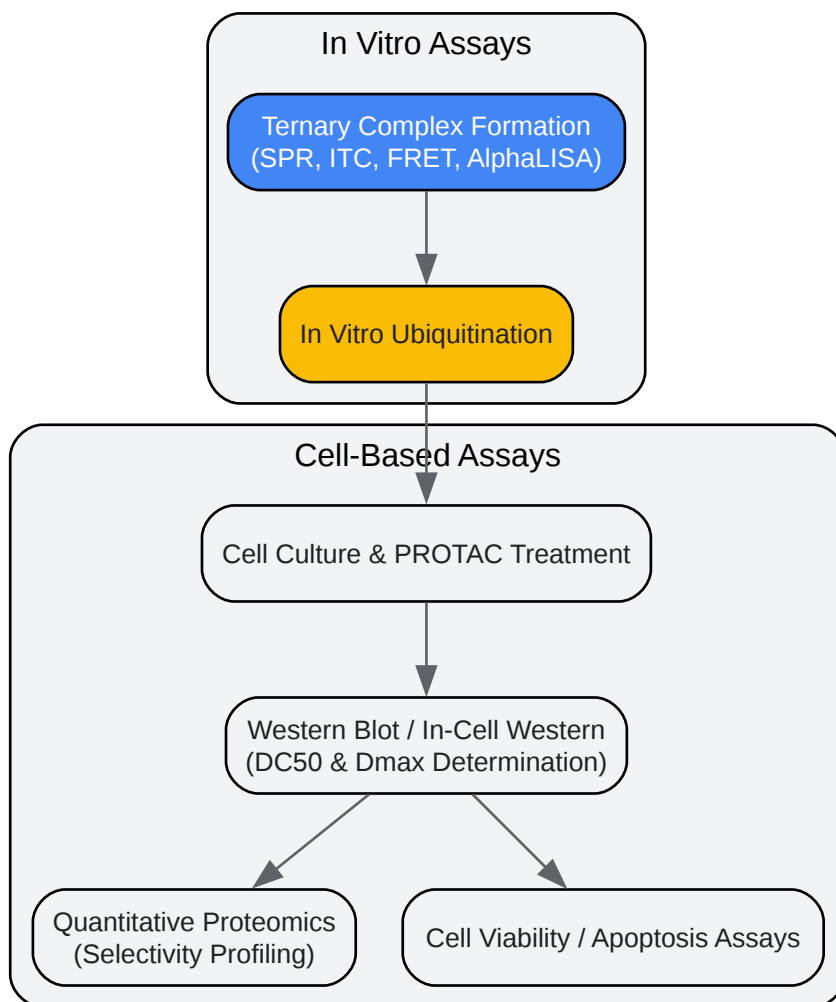 In Vitro Assays
Ternary Complex Formation
(SPR, ITC, FRET, AlphaLISA)
In Vitro Ubiquitination
Cell-Based Assays
Cell Culture & PROTAC Treatment
Western Blot / In-Cell Western
(DC50 & Dmax Determination)
Quantitative Proteomics
(Selectivity Profiling)
Cell Viability / Apoptosis Assays